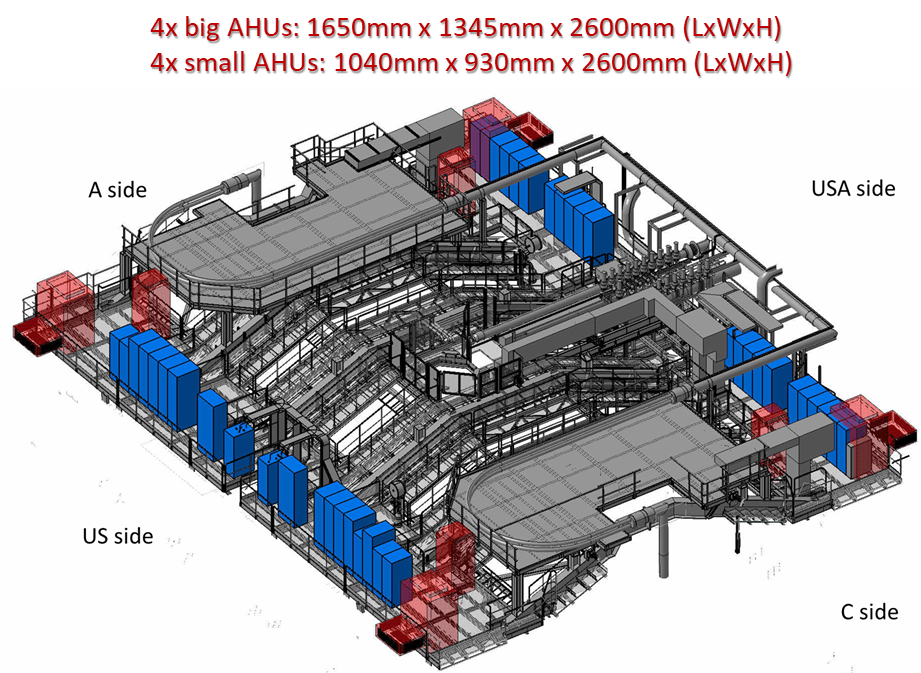 4x big AHUs: 1650mm x 1345mm x 2600mm (LxWxH)
4x small AHUs: 1040mm x 930mm x 2600mm (LxWxH)
A side
USA side
US side
C side